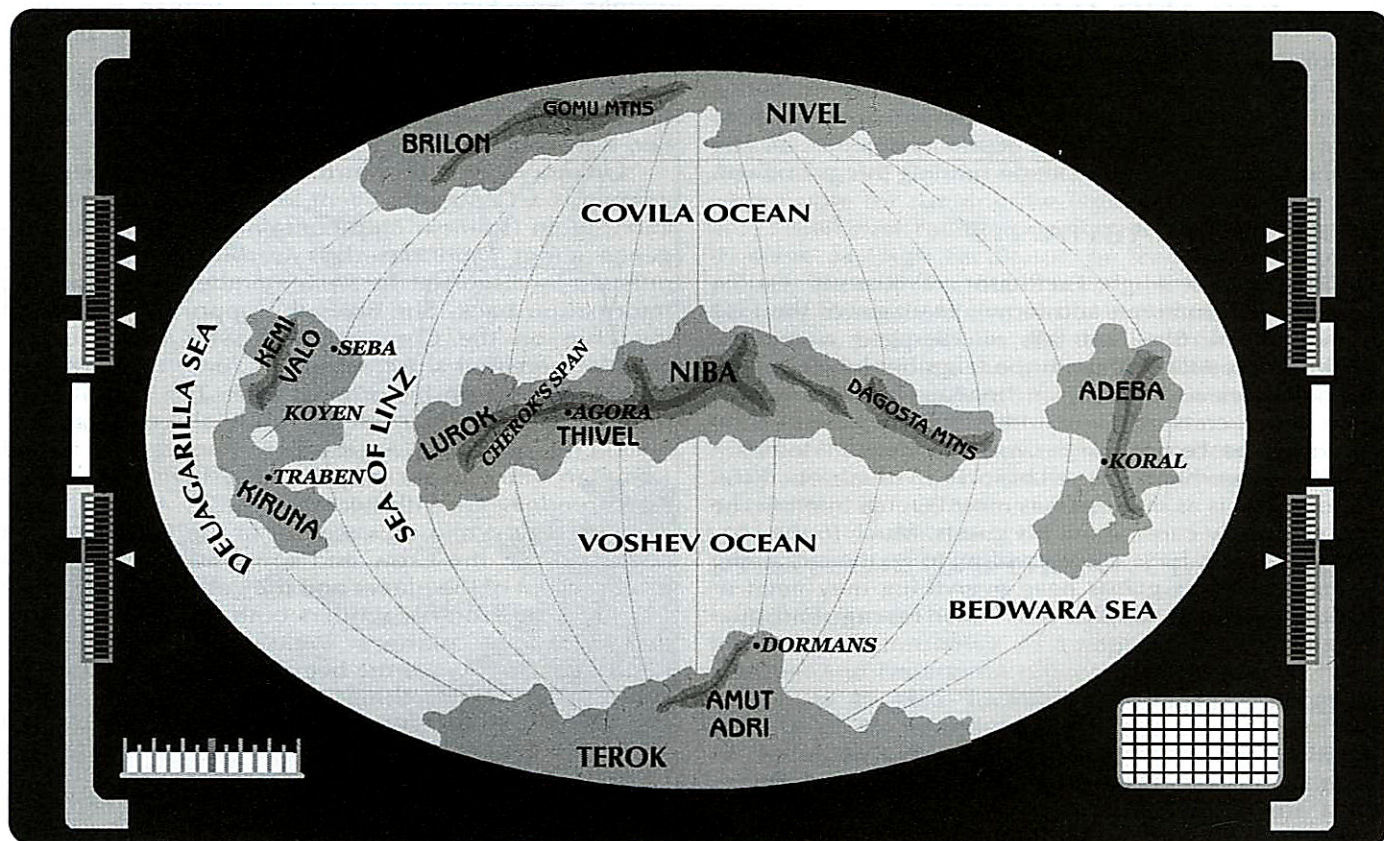 GOMU MTNS
NIVEL
BRILON
COVILA OCEAN
DEUAGARILLA SEA
KEMI
VALO
SEBA
KOYEN
TRABEN
KIRUNA
SEA OF LINZ
LUROK
CHEROK'S SPAN
AGORA
THIVEL
NIBA
DAGOSTA MTNS
ADEBA
KORAL
VOSHEV OCEAN
BEDWARA SEA
DORMANS
AMUT
ADRI
TEROK